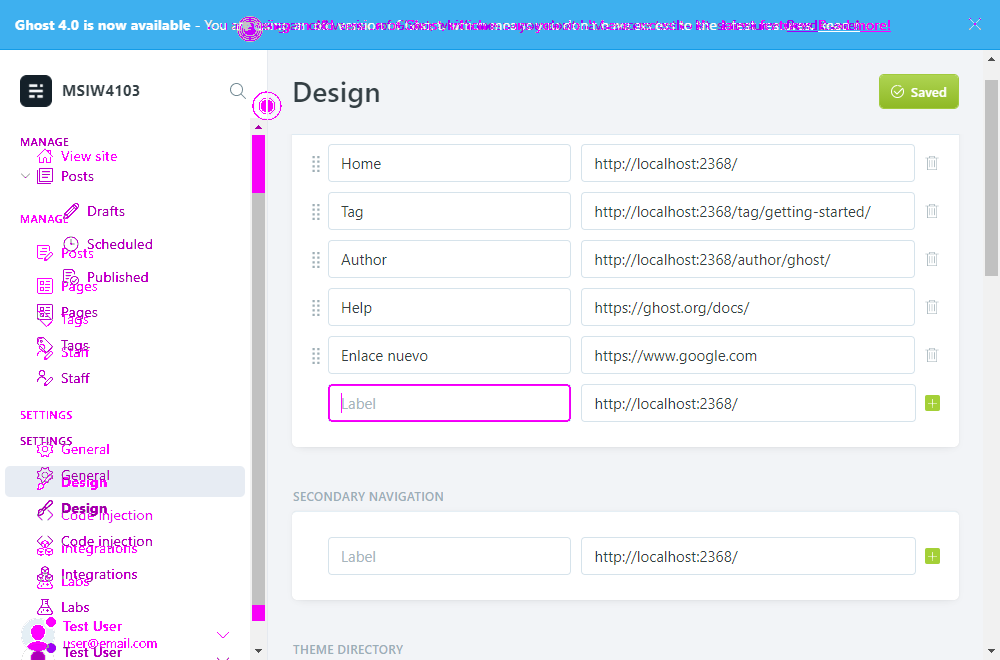 Ghost 4.0 is now available - You are
MSIW4103
Design
Saved
MANAGE
View site
Posts
Drafts
MANAGE
Scheduled
Posts
Published
Pages
Pages
Tags
Tags
Staff
Staff
SETTINGS
SETTINGS
General
General
Design
Design
Code injection
Code injection
Integrations
Integrations
Labs
Labs
Test User
user@email.com
Test User
Home http://localhost:2368/
Tag http://localhost:2368/tag/getting-started/
Author http://localhost:2368/author/ghost/
Help https://ghost.org/docs/
Enlace nuevo https://www.google.com
Label http://localhost:2368/
SECONDARY NAVIGATION
Label http://localhost:2368/
THEME DIRECTORY